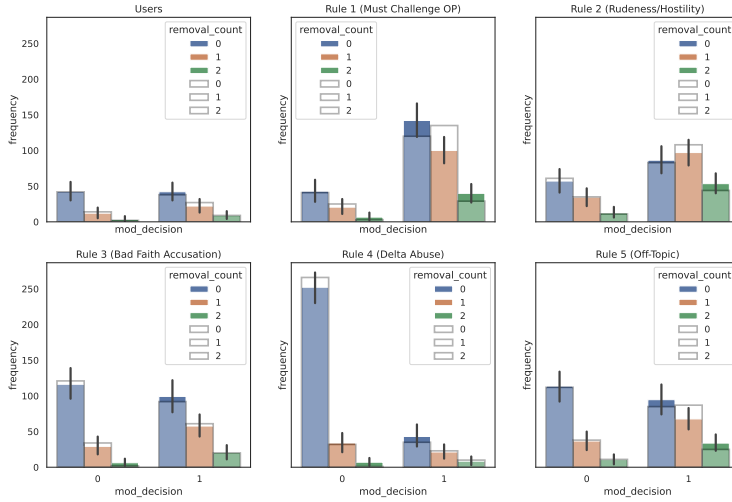 Users
Rule 1 (Must Challenge OP)
Rule 2 (Rudeness/Hostility)
250
200
150
100
50
0
frequency
removal_count
0
1
2
0
1
2
mod_decision
frequency
removal_count
0
1
2
0
1
2
mod_decision
frequency
removal_count
0
1
2
0
1
2
mod_decision
Rule 3 (Bad Faith Accusation)
Rule 4 (Delta Abuse)
Rule 5 (Off-Topic)
250
200
150
100
50
0
frequency
removal_count
0
1
2
0
1
2
0
1
mod_decision
frequency
removal_count
0
1
2
0
1
2
0
1
mod_decision
frequency
removal_count
0
1
2
0
1
2
0
1
mod_decision